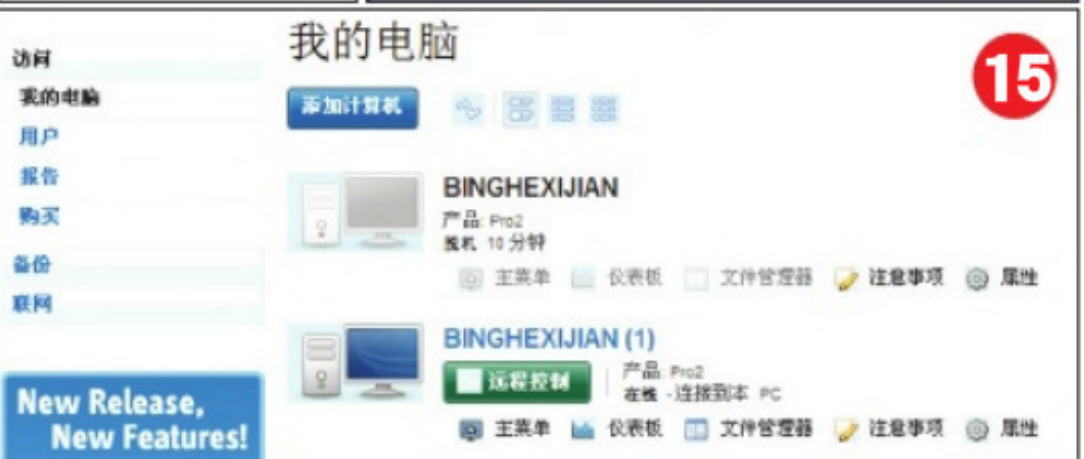 访问
我的电脑
用户
报告
购买
备份
联网
New Release,
New Features!
我的电脑
15
添加计算机
BINGHEXIJIAN
产品: Pro2
脱机 10 分钟
主菜单 仪表板 文件管理器 注意事项 属性
BINGHEXIJIAN (1)
远程控制
产品: Pro2
在线 - 连接到本 PC
主菜单 仪表板 文件管理器 注意事项 属性